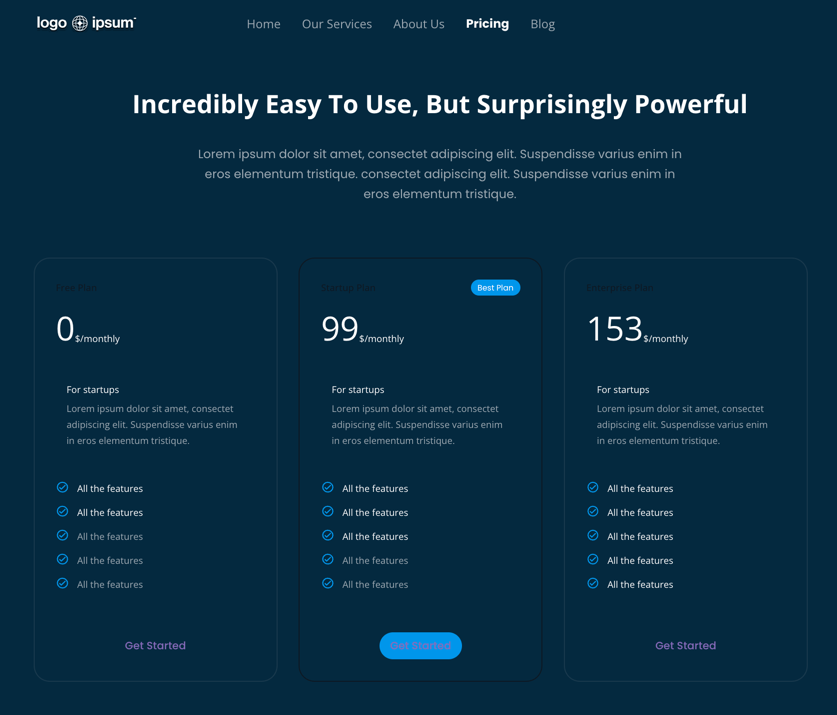 logo ipsum
Home Our Services About Us Pricing Blog
Incredibly Easy To Use, But Surprisingly Powerful
Lorem ipsum dolor sit amet, consectet adipiscing elit. Suspendisse varius enim in
eros elementum tristique. consectet adipiscing elit. Suspendisse varius enim in
eros elementum tristique.
Free Plan
0$/monthly
For startups
Lorem ipsum dolor sit amet, consectet
adipiscing elit. Suspendisse varius enim
in eros elementum tristique.
All the features
All the features
All the features
All the features
All the features
Get Started
Startup Plan Best Plan
99$/monthly
For startups
Lorem ipsum dolor sit amet, consectet
adipiscing elit. Suspendisse varius enim
in eros elementum tristique.
All the features
All the features
All the features
All the features
All the features
Get Started
Enterprise Plan
153$/monthly
For startups
Lorem ipsum dolor sit amet, consectet
adipiscing elit. Suspendisse varius enim
in eros elementum tristique.
All the features
All the features
All the features
All the features
All the features
Get Started